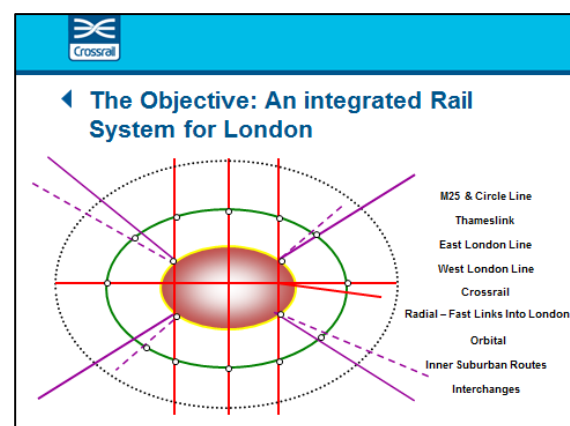 Crossrail
The Objective: An integrated Rail
System for London
M25 & Circle Line
Thameslink
East London Line
West London Line
Crossrail
Radial – Fast Links Into London
Orbital
Inner Suburban Routes
Interchanges